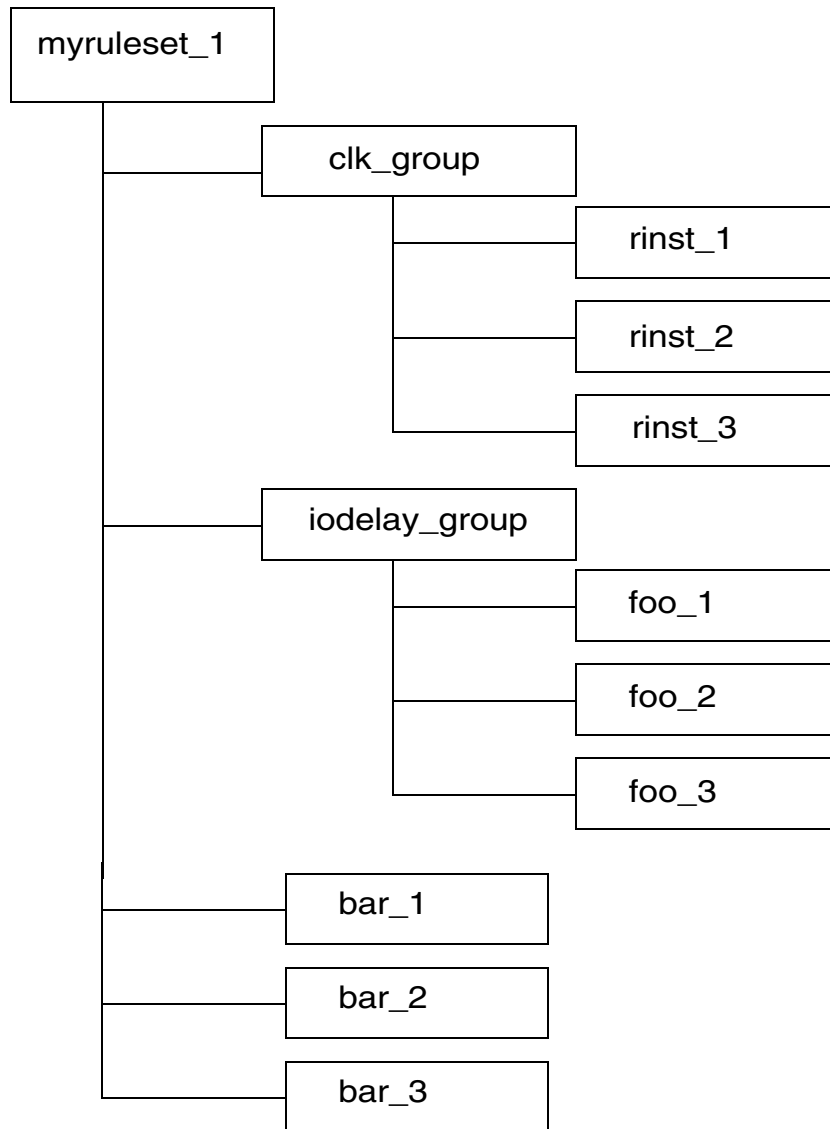 myruleset_1
clk_group
rinst_1
rinst_2
rinst_3
iodelay_group
foo_1
foo_2
foo_3
bar_1
bar_2
bar_3